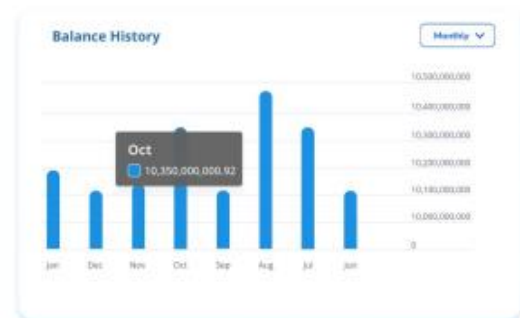 Balance History
Monthly
10,500,000,000
10,400,000,000
Oct
10,300,000,000
10,350,000,000.92
10,200,000,000
10,100,000,000
10,000,000,000
0
Jan Dec Nov Oct Sep Aug Jul Jun